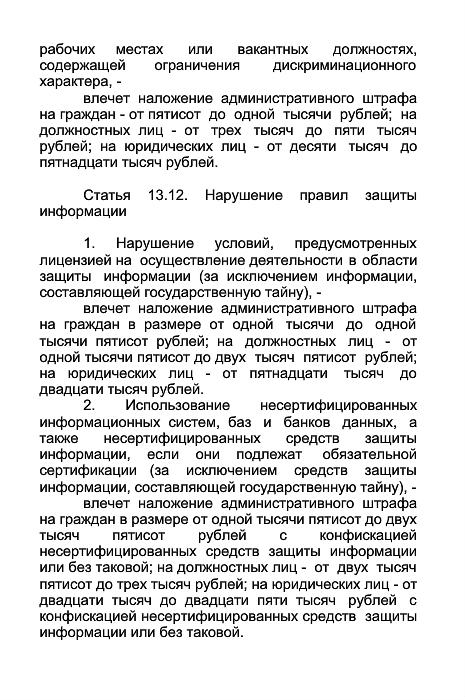 рабочих местах или вакантных должностях,
содержащей ограничения дискриминационного
характера, -
влечет наложение административного штрафа
на граждан - от пятисот до одной тысячи рублей; на
должностных лиц - от трех тысяч до пяти тысяч
рублей; на юридических лиц - от десяти тысяч до
пятнадцати тысяч рублей.
Статья 13.12. Нарушение правил защиты
информации
1. Нарушение условий, предусмотренных
лицензией на осуществление деятельности в области
защиты информации (за исключением информации,
составляющей государственную тайну), -
влечет наложение административного штрафа
на граждан в размере от одной тысячи до одной
тысячи пятисот рублей; на должностных лиц - от
одной тысячи пятисот до двух тысяч пятисот рублей;
на юридических лиц - от пятнадцати тысяч до
двадцати тысяч рублей.
2. Использование несертифицированных
информационных систем, баз и банков данных, а
также несертифицированных средств защиты
информации, если они подлежат обязательной
сертификации (за исключением средств защиты
информации, составляющей государственную тайну), -
влечет наложение административного штрафа
на граждан в размере от одной тысячи пятисот до двух
тысяч пятисот рублей с конфискацией
несертифицированных средств защиты информации
или без таковой; на должностных лиц - от двух тысяч
пятисот до трех тысяч рублей; на юридических лиц - от
двадцати тысяч до двадцати пяти тысяч рублей с
конфискацией несертифицированных средств защиты
информации или без таковой.